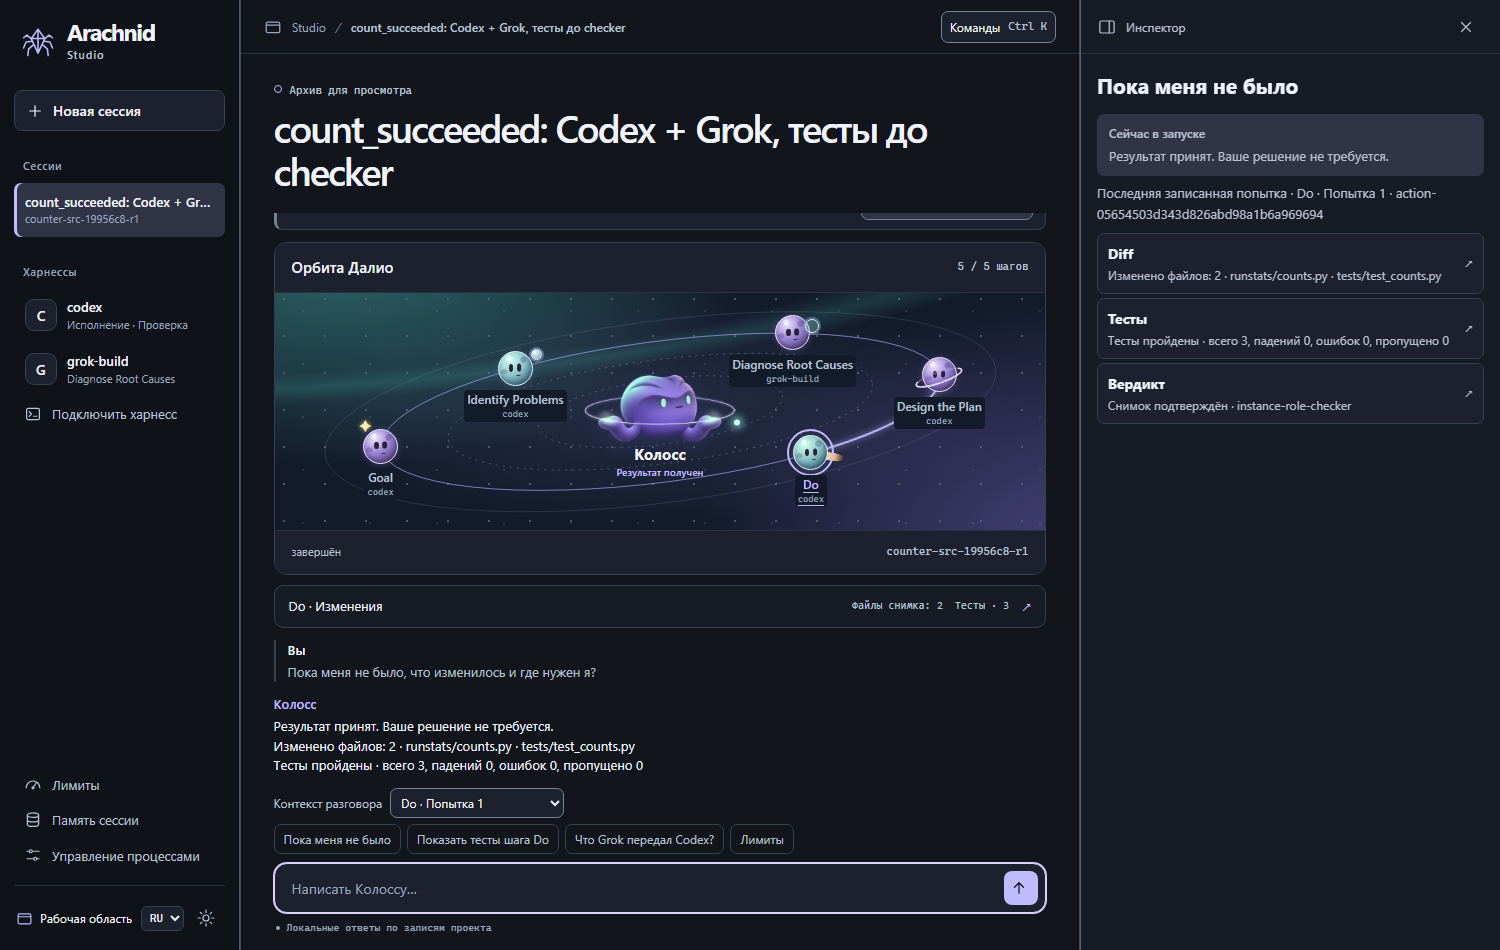 Arachnid
Studio
Новая сессия
Сессии
count_succeeded: Codex + Gr...
counter-src-19956c8-r1
Харнессы
C
codex
Исполнение · Проверка
G
grok-build
Diagnose Root Causes
Подключить харнесс
Лимиты
Память сессии
Управление процессами
Рабочая область
RU
Studio / count_succeeded: Codex + Grok, тесты до checker
Команды Ctrl K
Архив для просмотра
count_succeeded: Codex + Grok, тесты до
checker
Орбита Далио
5 / 5 шагов
Diagnose Root Causes
grok-build
Identify Problems
codex
Design the Plan
codex
Колосс
Результат получен
Goal
codex
Do
codex
завершён
counter-src-19956c8-r1
Do · Изменения
Файлы снимка: 2 Тесты · 3 ↗
Вы
Пока меня не было, что изменилось и где нужен я?
Колосс
Результат принят. Ваше решение не требуется.
Изменено файлов: 2 · runstats/counts.py · tests/test_counts.py
Тесты пройдены · всего 3, падений 0, ошибок 0, пропущено 0
Контекст разговора
Do · Попытка 1
Пока меня не было
Показать тесты шага Do
Что Grok передал Codex?
Лимиты
Написать Колоссу...
Локальные ответы по записям проекта
Инспектор
Пока меня не было
Сейчас в запуске
Результат принят. Ваше решение не требуется.
Последняя записанная попытка · Do · Попытка 1 · action-
05654503d343d826abd98a1b6a969694
Diff
Изменено файлов: 2 · runstats/counts.py · tests/test_counts.py
↗
Тесты
Тесты пройдены · всего 3, падений 0, ошибок 0, пропущено 0
↗
Вердикт
Снимок подтверждён · instance-role-checker
↗